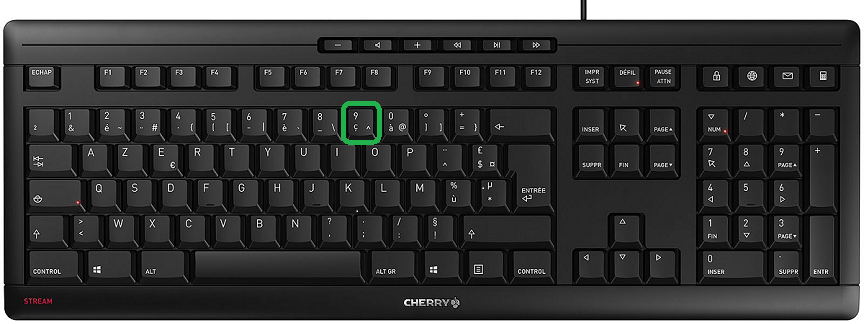 ECHAP F1 F2 F3 F4 F5 F6 F7 F8 F9 F10 F11 F12 IMPR SYST DÉFIL PAUSE ATTN
² 1 & 2 é ~ 3 " # 4 ' { 5 ( [ 6 - | 7 è ` 8 _ \ 9 ç ^ 0 à @ ° ) ] + = } INSER PAGE▲ NUM / * -
A Z E € R T Y U I O P ¨ ^ £ $ ¤ SUPPR FIN PAGE▼ 7 8 9 PAGE▲ +
Q S D F G H J K L M % ù µ * ENTRÉE 4 5 6
> < W X C V B N ? , . ; / : § ! 1 FIN 2 3 PAGE▼
CONTROL ALT ALT GR CONTROL 0 INSER . SUPPR ENTR
STREAM CHERRY